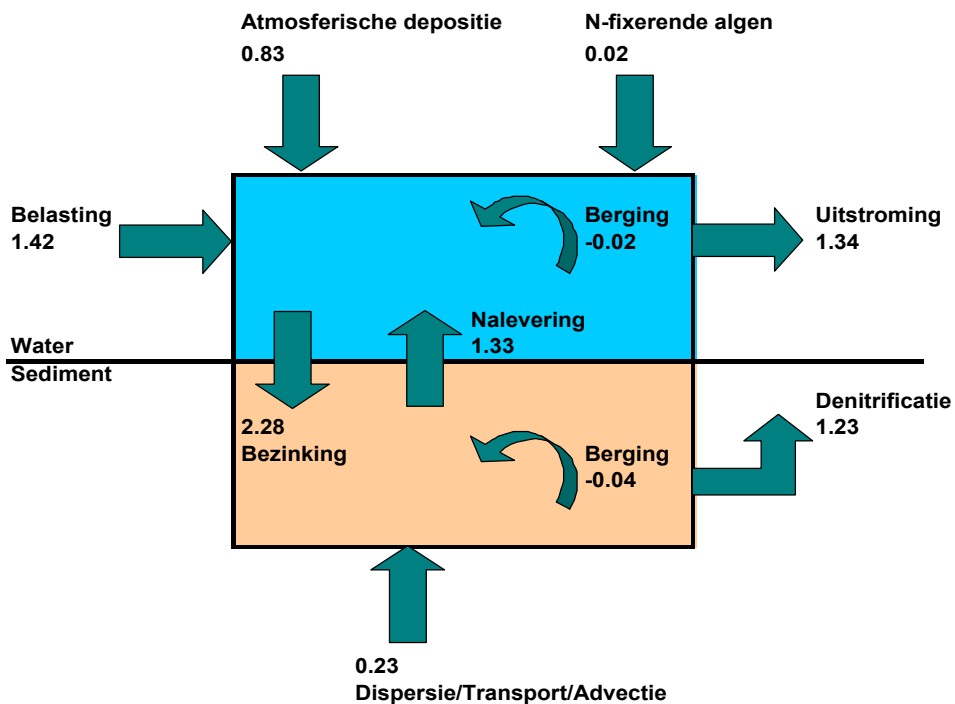 Atmosferische depositie
0.83
N-fixerende algen
0.02
Belasting
1.42
Berging
-0.02
Uitstroming
1.34
Nalevering
1.33
Water
Sediment
2.28
Bezinking
Berging
-0.04
Denitrificatie
1.23
0.23
Dispersie/Transport/Advectie